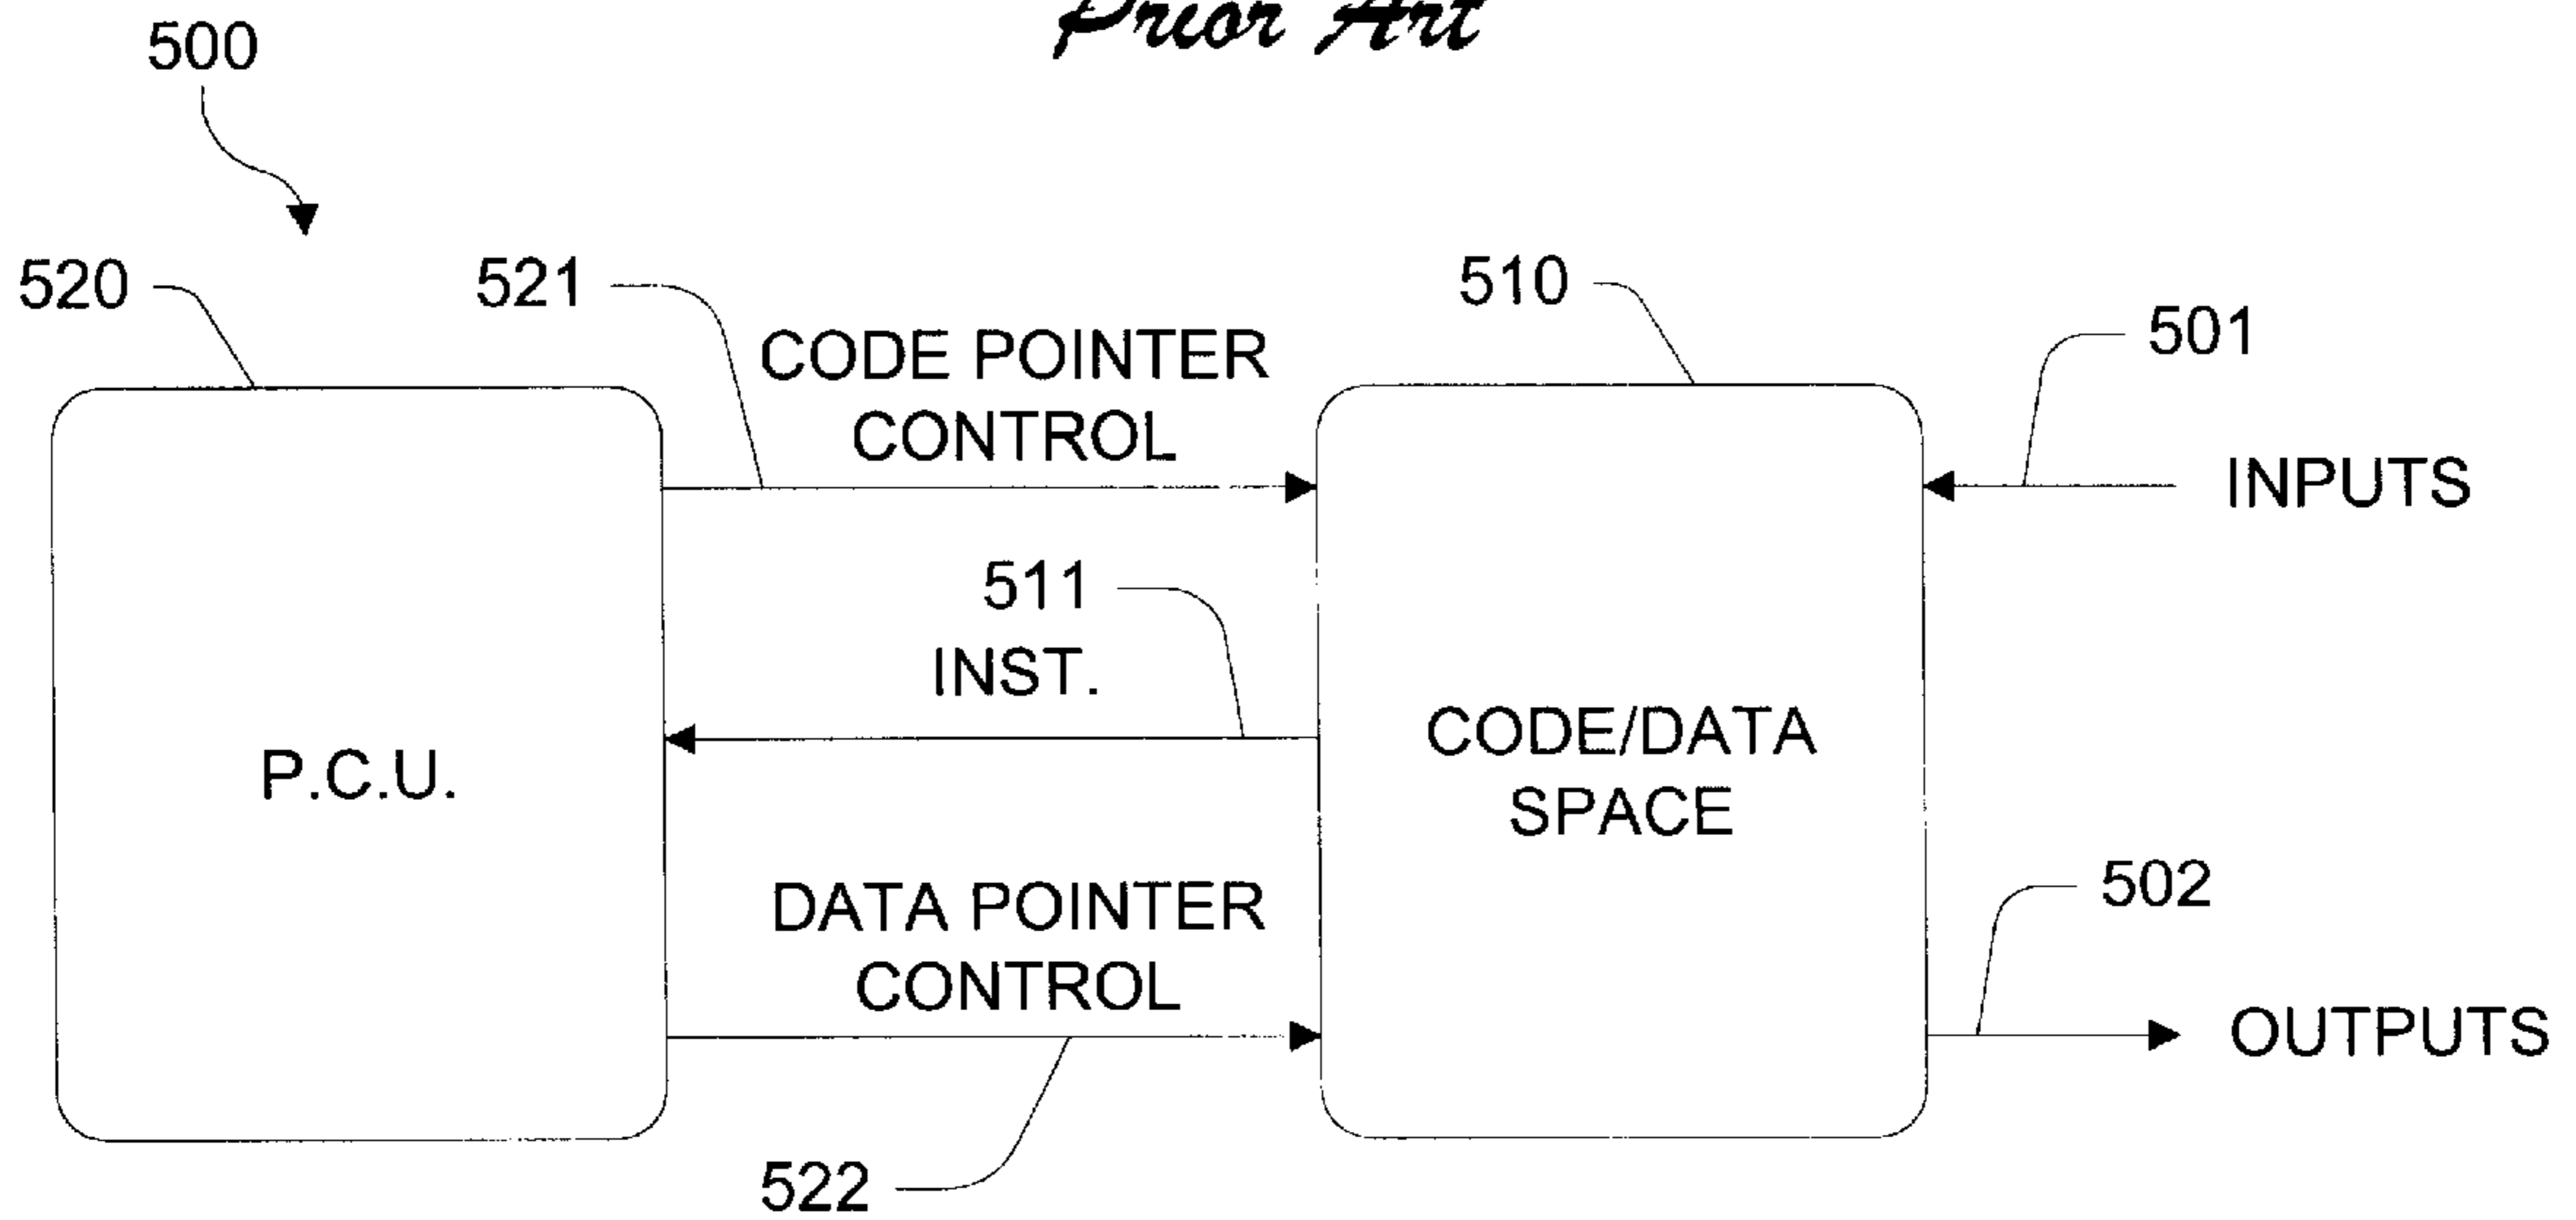 Prior Art
500
520
521
510
501
CODE POINTER
CONTROL
INPUTS
511
INST.
P.C.U.
CODE/DATA
SPACE
DATA POINTER
CONTROL
502
OUTPUTS
522